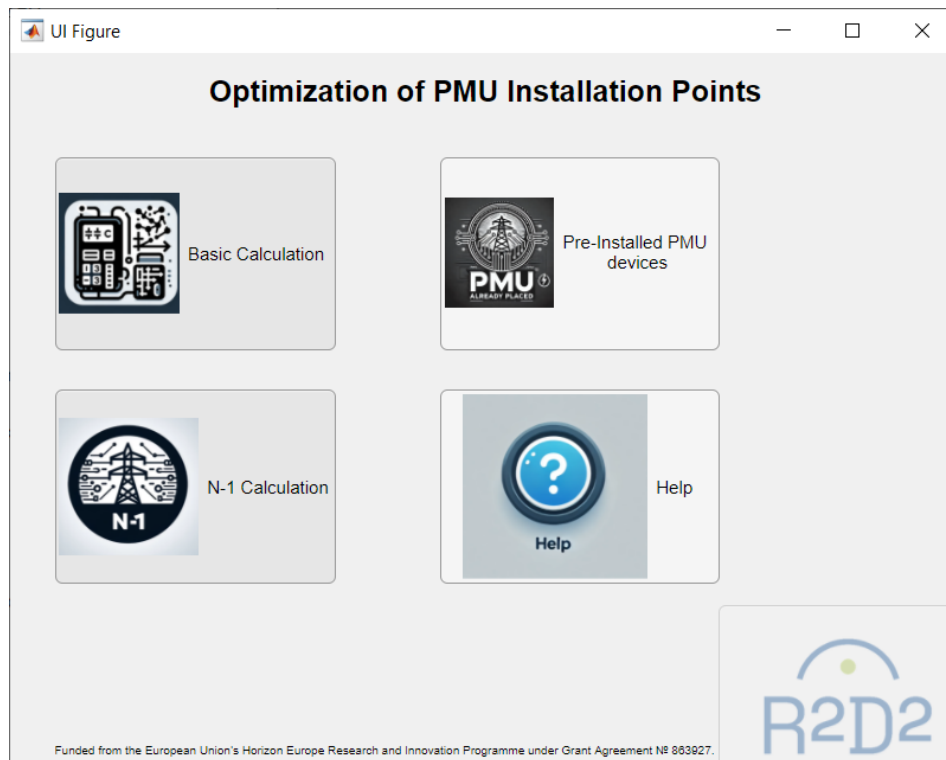 UI Figure
Optimization of PMU Installation Points
Basic Calculation
PMU
ALREADY PLACED
Pre-Installed PMU
devices
N-1
N-1 Calculation
Help
Help
R2D2
Funded from the European Union's Horizon Europe Research and Innovation Programme under Grant Agreement № 863927.